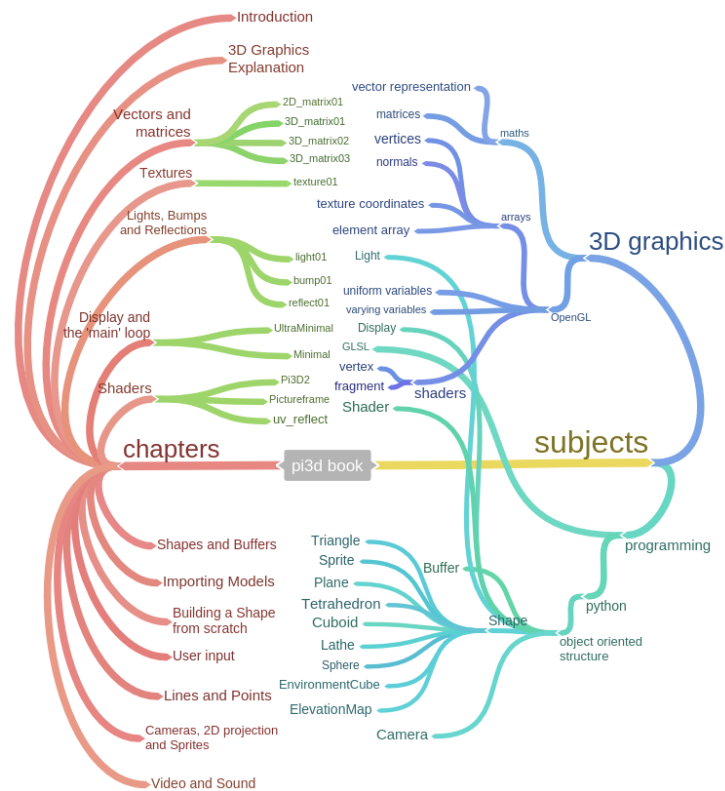 Introduction
3D Graphics
Explanation
Vectors and
matrices
2D_matrix01
3D_matrix01
3D_matrix02
3D_matrix03
Textures
texture01
Lights, Bumps
and Reflections
light01
bump01
reflect01
Display and
the 'main' loop
UltraMinimal
Minimal
Shaders
Pi3D2
Pictureframe
uv_reflect
chapters
pi3d book
subjects
Shapes and Buffers
Importing Models
Building a Shape
from scratch
User input
Lines and Points
Cameras, 2D projection
and Sprites
Video and Sound
vector representation
matrices
maths
vertices
normals
texture coordinates
element array
arrays
3D graphics
Light
uniform variables
varying variables
OpenGL
Display
GLSL
vertex
fragment
shaders
Shader
programming
python
object oriented
structure
Buffer
Shape
Triangle
Sprite
Plane
Tetrahedron
Cuboid
Lathe
Sphere
EnvironmentCube
ElevationMap
Camera